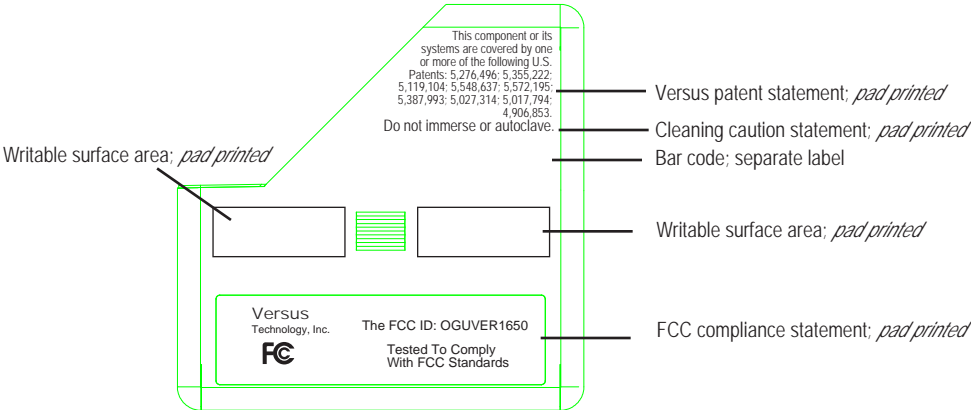 This component or its
systems are covered by one
or more of the following U.S.
Patents: 5,276,496; 5,355,222;
5,119,104; 5,548,637; 5,572,195;
5,387,993; 5,027,314; 5,017,794;
4,906,853.
Do not immerse or autoclave.
Versus patent statement; pad printed
Cleaning caution statement; pad printed
Bar code; separate label
Writable surface area; pad printed
Writable surface area; pad printed
Versus
Technology, Inc.
FCC
The FCC ID: OGUVER1650
Tested To Comply
With FCC Standards
FCC compliance statement; pad printed